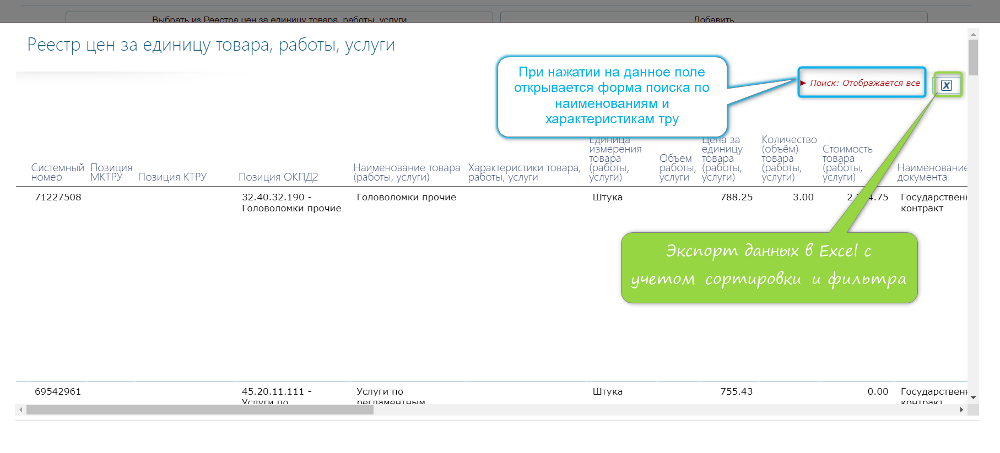 Выбрать из Реестра цен за единицу товара, работы, услуги
Добавить
Реестр цен за единицу товара, работы, услуги
При нажатии на данное поле
открывается форма поиска по
наименованиям и
характеристикам тру
▶ Поиск: Отображается все
Системный
номер
Позиция
МКТРУ
Позиция КТРУ
Позиция ОКПД2
Наименование товара
(работы, услуги)
Характеристики товара,
работы, услуги
Единица
измерения
товара
(работы,
услуги)
Объем
работы,
услуги
Цена за
единицу
товара
(работы,
услуги)
Количество
(объём)
товара
(работы,
услуги)
Стоимость
товара
(работы,
услуги)
Наименование
документа
71227508
32.40.32.190 -
Головоломки прочие
Головоломки прочие
Штука
788.25
3.00
Государственн
контракт
Экспорт данных в Excel с
учетом сортировки и фильтра
69542961
45.20.11.111 -
Услуги по
Услуги по
регламентным
Штука
755.43
0.00
Государственн
контракт